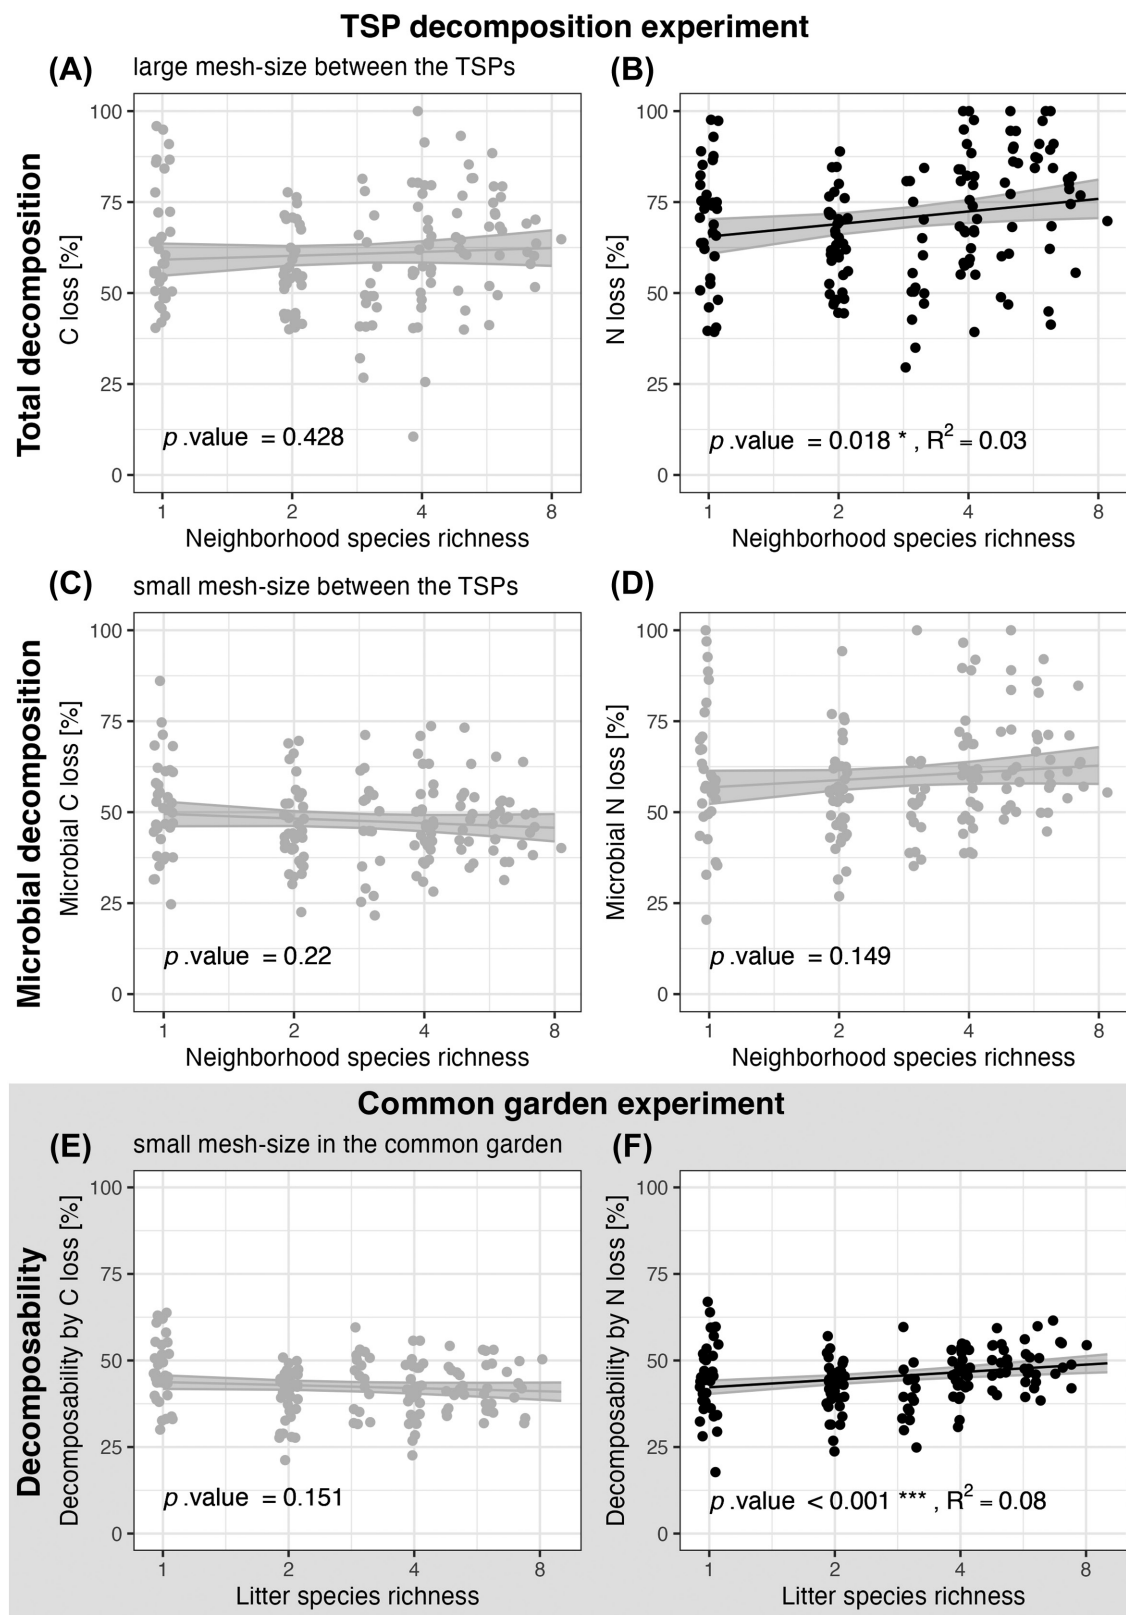 TSP decomposition experiment
(A) large mesh-size between the TSPs
(B)
Total decomposition
C loss [%]
100
75
50
25
0
p .value = 0.428
1 2 4 8
Neighborhood species richness
N loss [%]
100
75
50
25
0
p .value = 0.018 * , R2 = 0.03
1 2 4 8
Neighborhood species richness
(C) small mesh-size between the TSPs
(D)
Microbial decomposition
Microbial C loss [%]
100
75
50
25
0
p .value = 0.22
1 2 4 8
Neighborhood species richness
Microbial N loss [%]
100
75
50
25
0
p .value = 0.149
1 2 4 8
Neighborhood species richness
Common garden experiment
(E) small mesh-size in the common garden
(F)
Decomposability
Decomposability by C loss [%]
100
75
50
25
0
p .value = 0.151
1 2 4 8
Litter species richness
Decomposability by N loss [%]
100
75
50
25
0
p .value < 0.001 *** , R2 = 0.08
1 2 4 8
Litter species richness